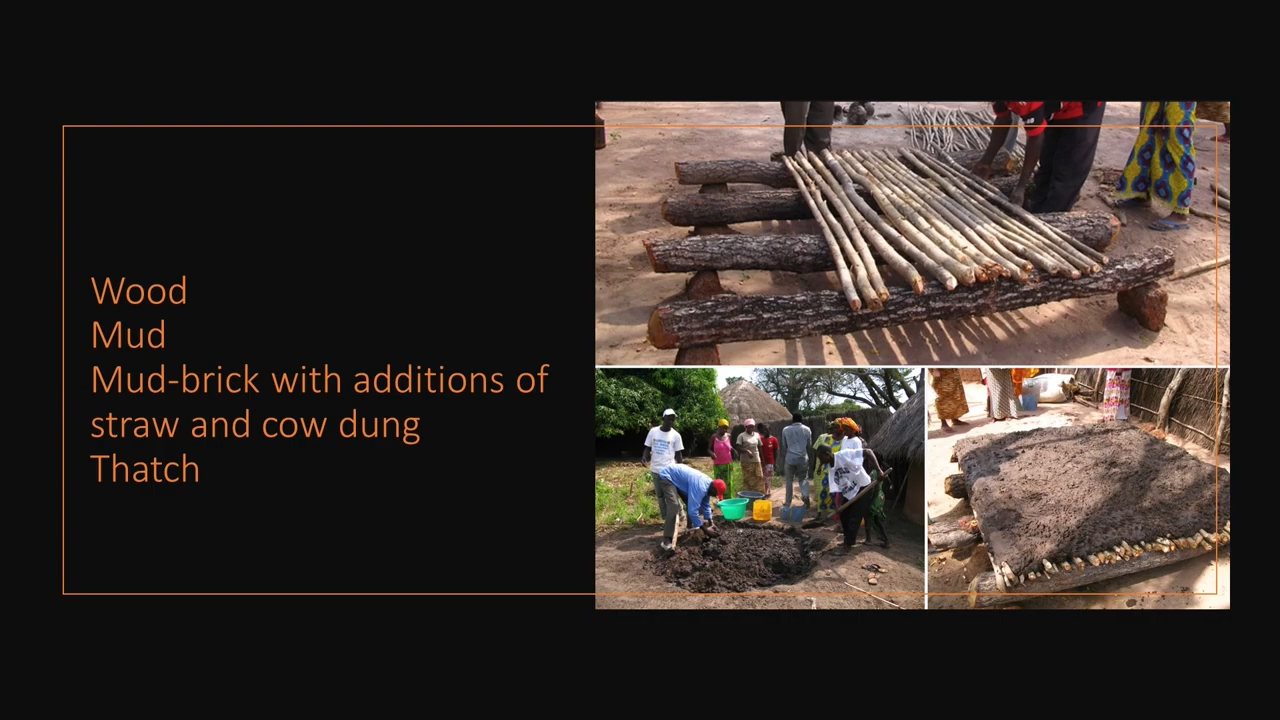 Wood
Mud
Mud-brick with additions of
straw and cow dung
Thatch